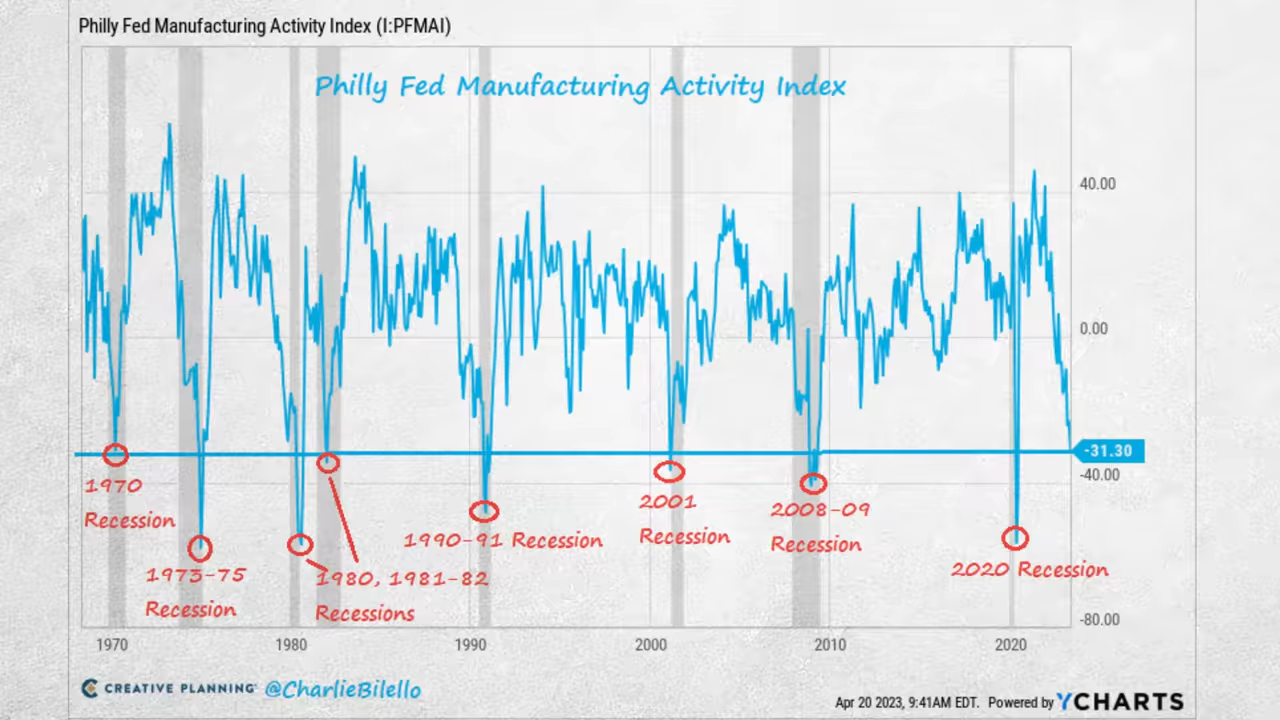 Philly Fed Manufacturing Activity Index (I:PFMAI)
Philly Fed Manufacturing Activity Index
40.00
0.00
-31.30
-40.00
-80.00
1970
Recession
1973-75
Recession
1980, 1981-82
Recessions
1990-91 Recession
2001
Recession
2008-09
Recession
2020 Recession
1970 1980 1990 2000 2010 2020
CREATIVE PLANNING @CharlieBilello
Apr 20 2023, 9:41AM EDT. Powered by YCHARTS